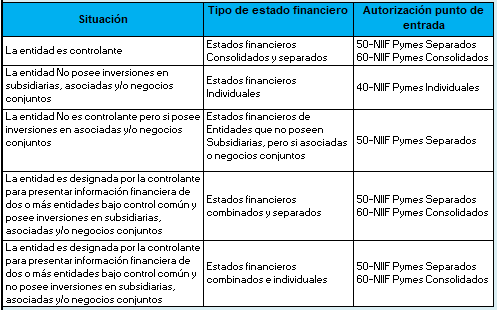 Situación
Tipo de estado financiero
Autorización punto de
entrada
La entidad es controlante
Estados financieros
Consolidados y separados
50-NIIF Pymes Separados
60-NIIF Pymes Consolidados
La entidad No posee inversiones en
subsidiarias, asociadas y/o negocios
conjuntos
Estados financieros
Individuales
40-NIIF Pymes Individuales
La entidad No es controlante pero si posee
inversiones en asociadas y/o negocios
conjuntos
Estados financieros de
Entidades que no poseen
Subsidiarias, pero si asociadas
o negocios conjuntos
50-NIIF Pymes Separados
La entidad es designada por la controlante
para presentar información financiera de
dos o más entidades bajo control común y
posee inversiones en subsidiarias,
asociadas y/o negocios conjuntos
Estados financieros
combinados y separados
50-NIIF Pymes Separados
60-NIIF Pymes Consolidados
La entidad es designada por la controlante
para presentar información financiera de
dos o más entidades bajo control común y
no posee inversiones en subsidiarias,
asociadas y/o negocios conjuntos
Estados financieros
combinados e individuales
50-NIIF Pymes Separados
60-NIIF Pymes Consolidados